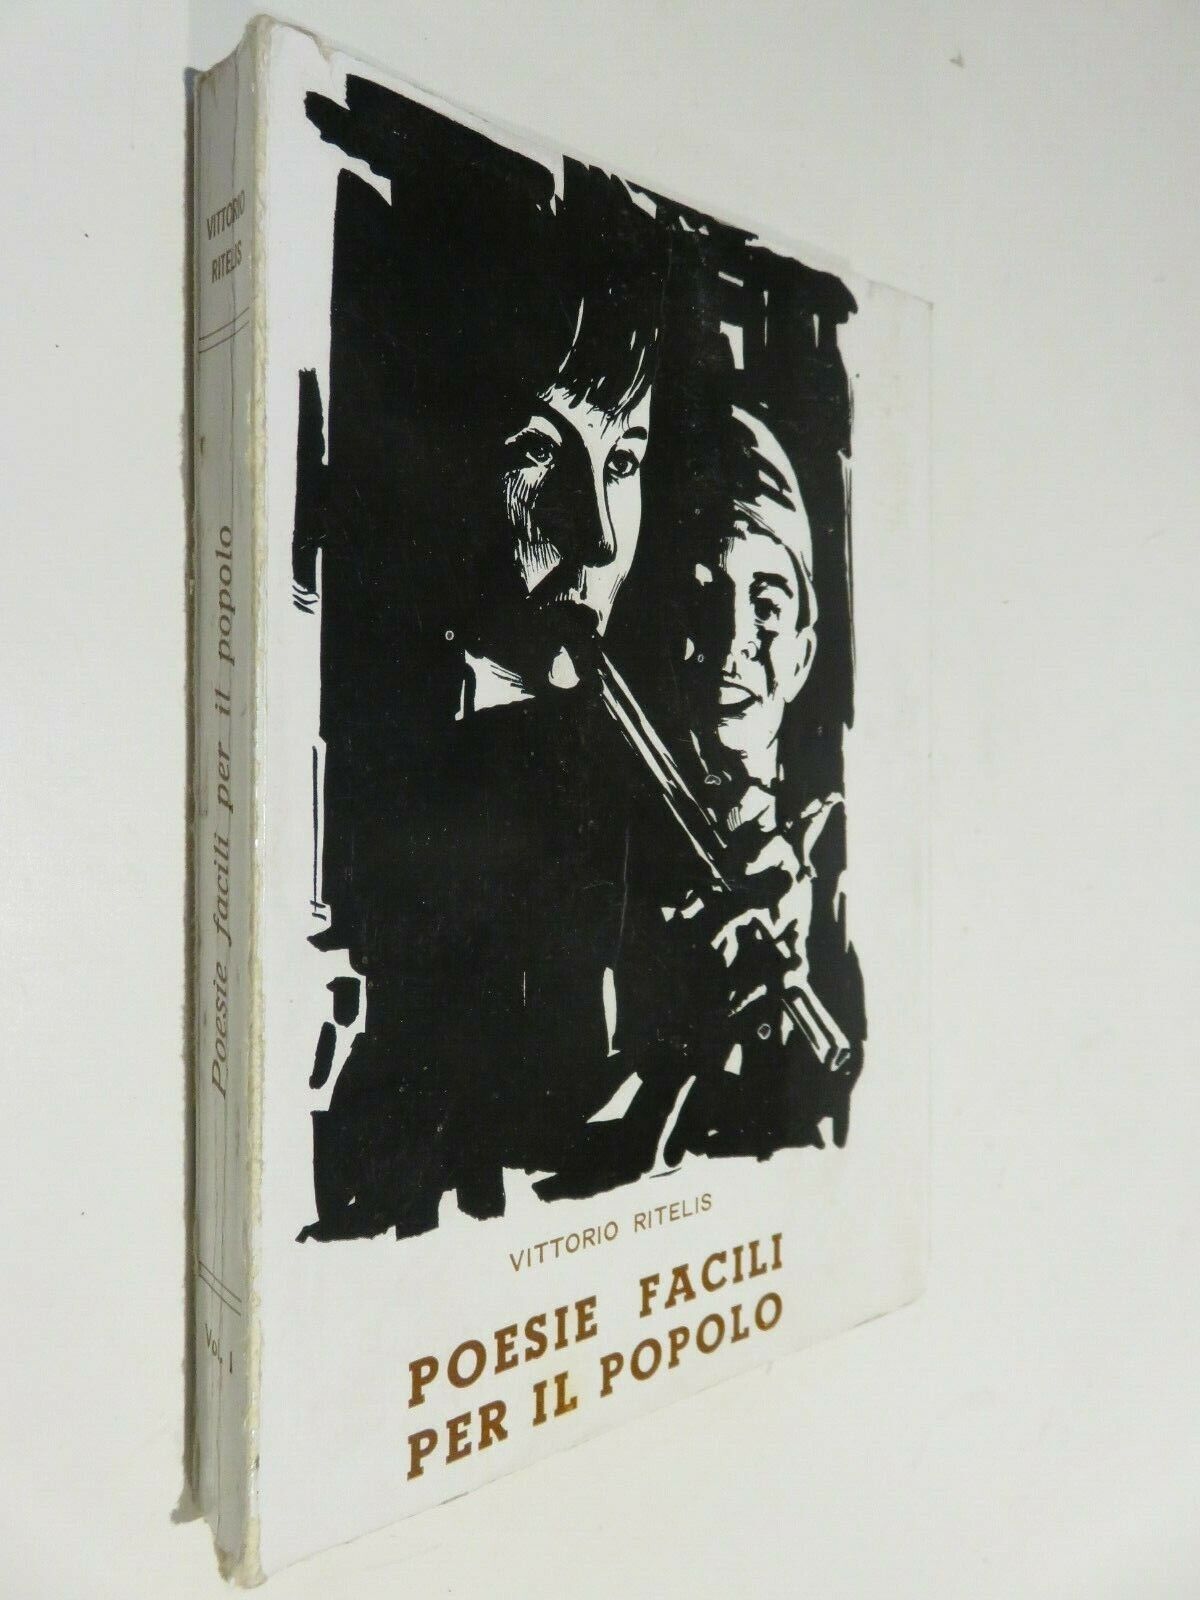 VITTORIO
RITELIS
Poesie facili per il popolo
Vol. I
VITTORIO RITELIS
POESIE FACILI
PER IL POPOLO